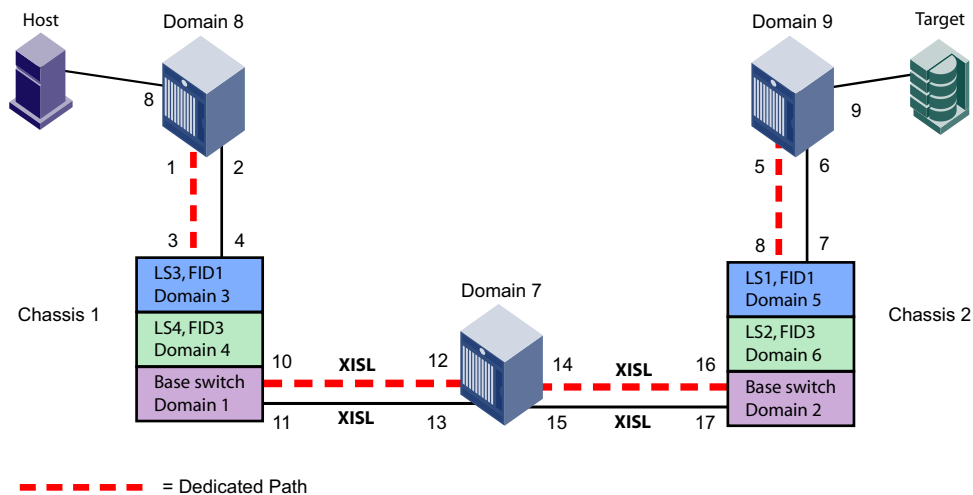 Host
Domain 8
Domain 9
Target
8
9
1
2
5
6
3
4
8
7
LS3, FID1
Domain 3
LS1, FID1
Domain 5
Chassis 1
Domain 7
Chassis 2
LS4, FID3
Domain 4
LS2, FID3
Domain 6
10
XISL
12
14
XISL
16
Base switch
Domain 1
Base switch
Domain 2
11
XISL
13
15
XISL
17
= Dedicated Path